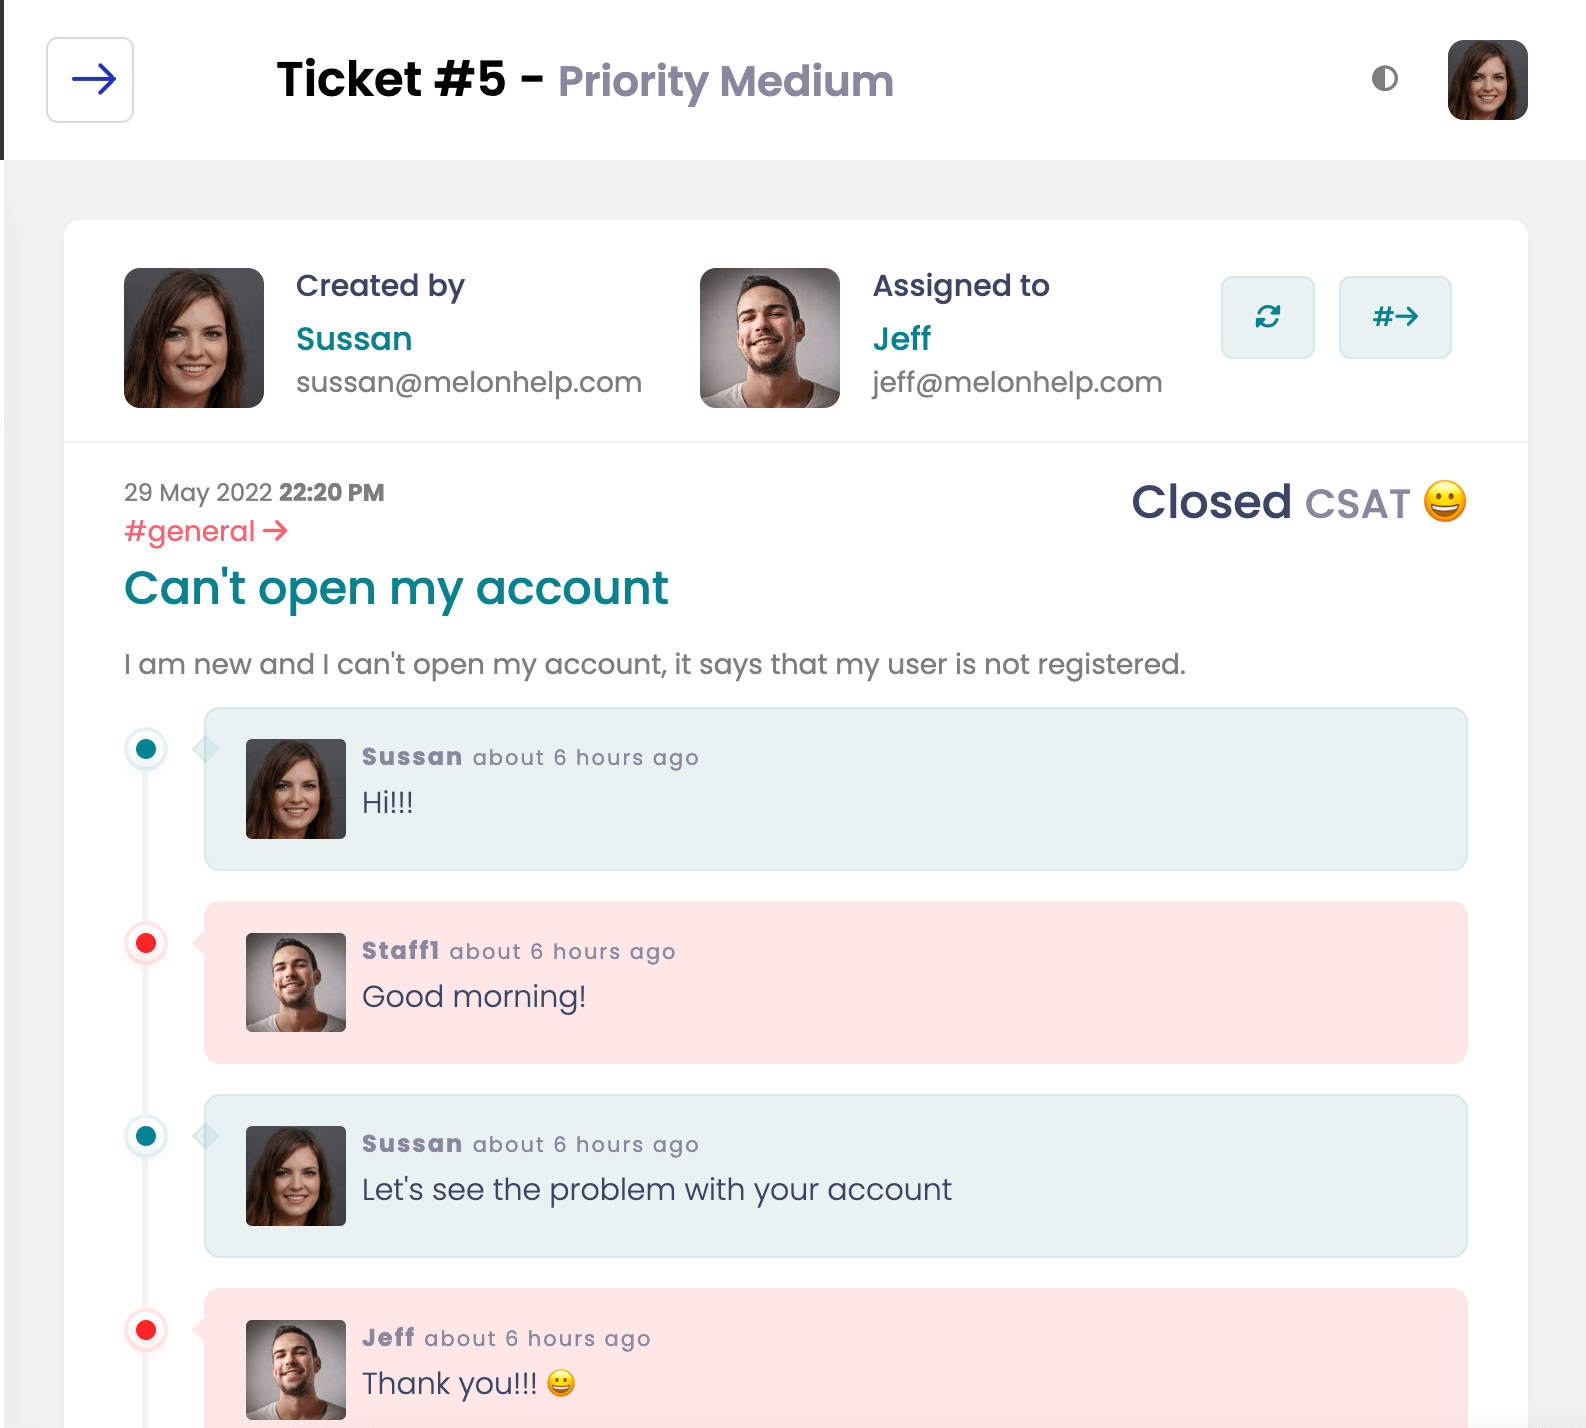 Ticket #5 - Priority Medium
Created by
Sussan
sussan@melonhelp.com
Assigned to
Jeff
jeff@melonhelp.com
#→
29 May 2022 22:20 PM
#general →
Closed CSAT 😀
Can't open my account
I am new and I can't open my account, it says that my user is not registered.
Sussan about 6 hours ago
Hi!!!
Staff1 about 6 hours ago
Good morning!
Sussan about 6 hours ago
Let's see the problem with your account
Jeff about 6 hours ago
Thank you!!! 😀